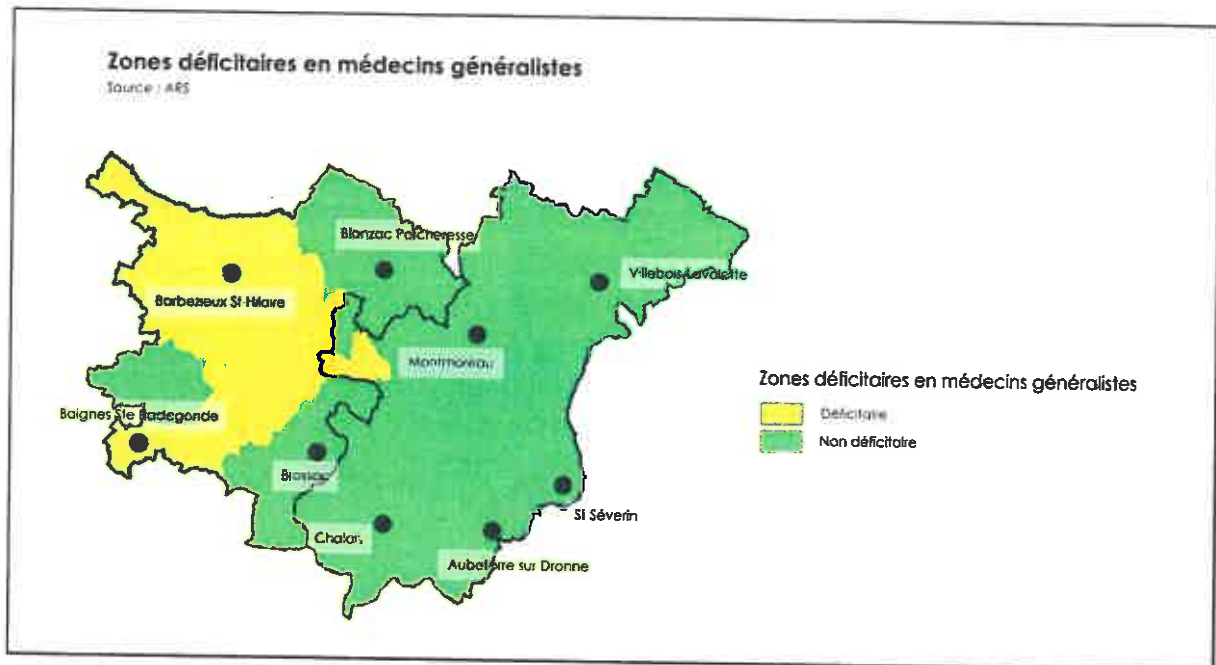 Zones déficitaires en médecins généralistes
Source : ARS
Blanzac Porcheresse
Villebois Lavalette
Barbezieux St Hilaire
Montmoreau
Zones déficitaires en médecins généralistes
Déficitaire
Non déficitaire
Baignes Ste Radegonde
Brossac
St Séverin
Chalais
Aubeterre sur Dronne